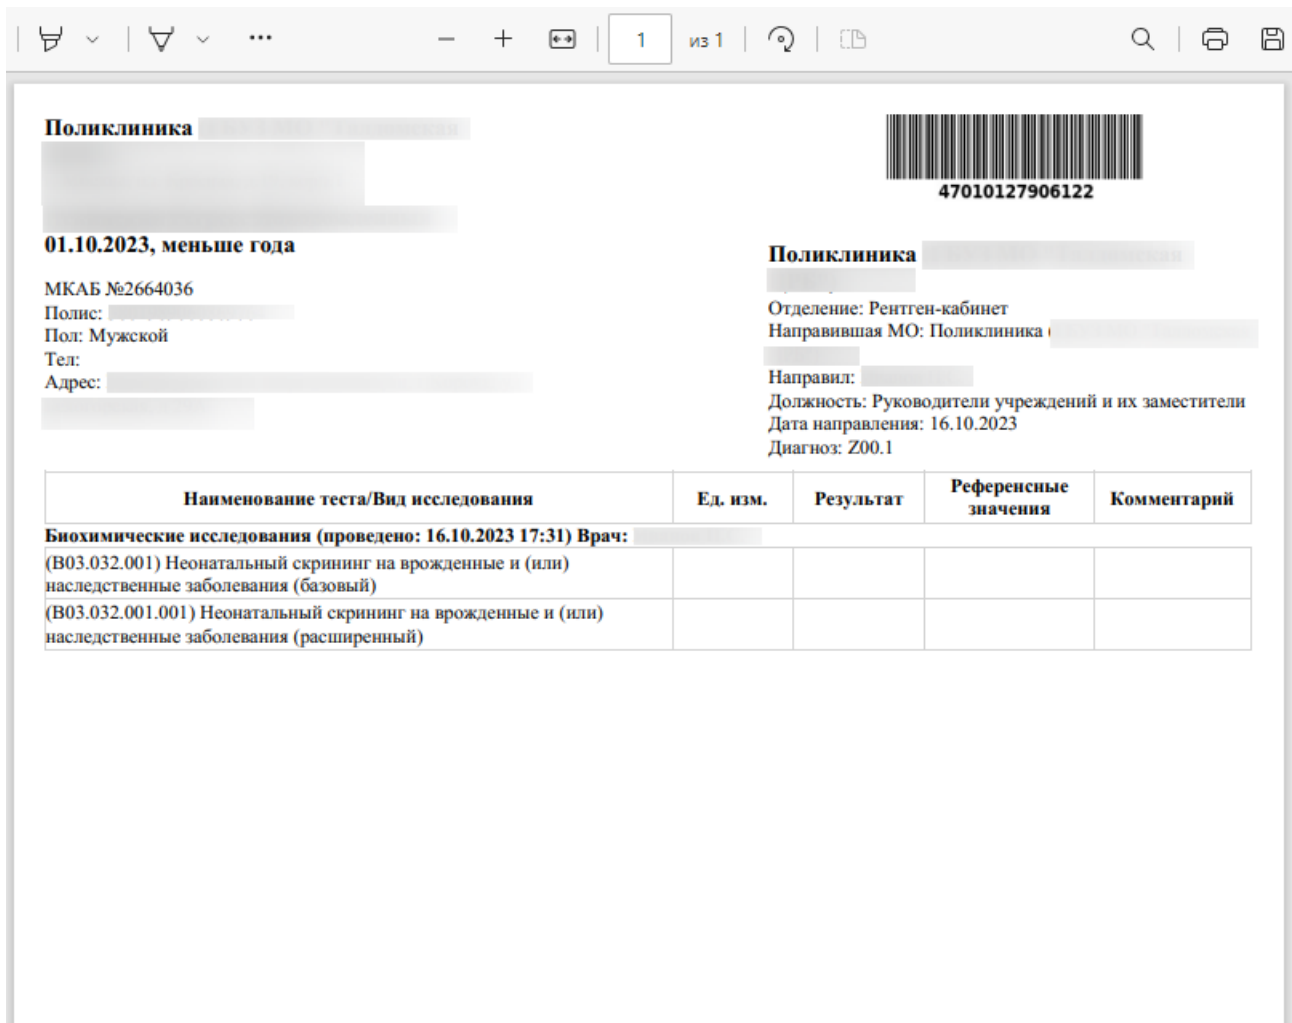 1
из 1
Поликлиника
47010127906122
01.10.2023, меньше года
МКАБ №2664036
Полис:
Пол: Мужской
Тел:
Адрес:
Поликлиника
Отделение: Рентген-кабинет
Направившая МО: Поликлиника (
Направил:
Должность: Руководители учреждений и их заместители
Дата направления: 16.10.2023
Диагноз: Z00.1
Наименование теста/Вид исследования
Ед. изм.
Результат
Референсные
значения
Комментарий
Биохимические исследования (проведено: 16.10.2023 17:31) Врач:
(B03.032.001) Неонатальный скрининг на врожденные и (или)
наследственные заболевания (базовый)
(B03.032.001.001) Неонатальный скрининг на врожденные и (или)
наследственные заболевания (расширенный)